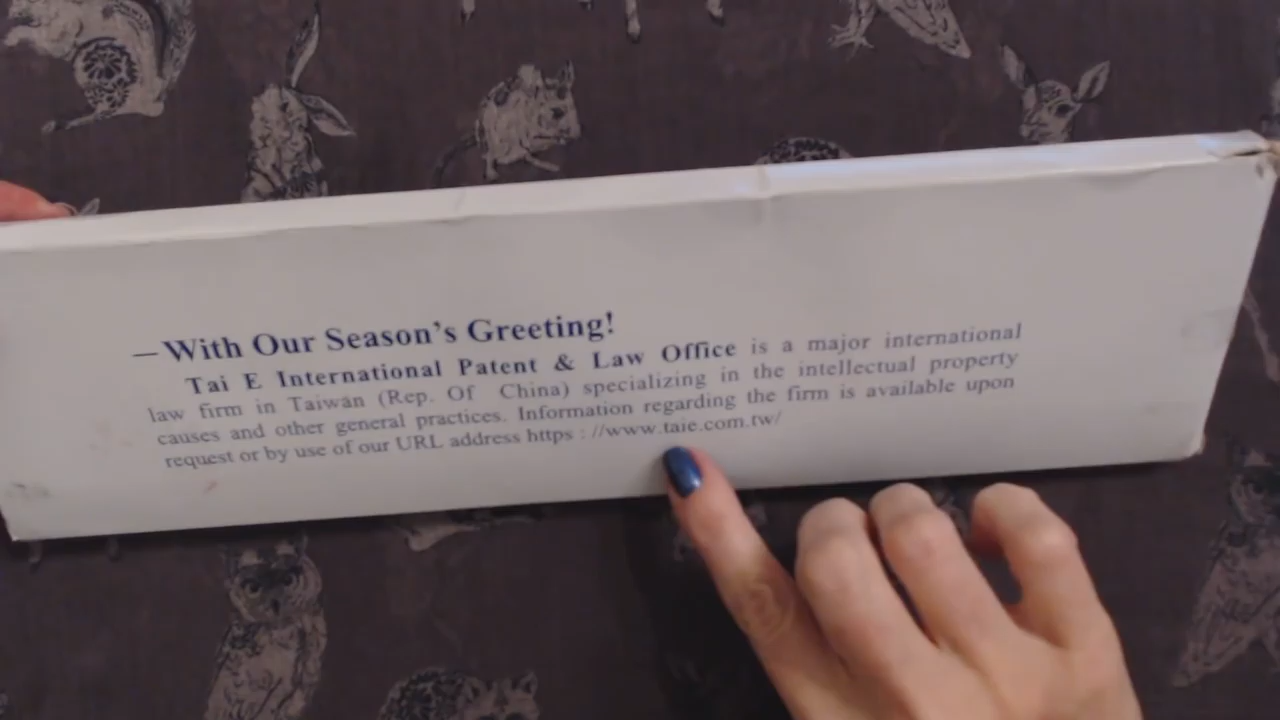 —With Our Season's Greeting!
Tai E International Patent & Law Office is a major international
law firm in Taiwan (Rep. Of China) specializing in the intellectual property
causes and other general practices. Information regarding the firm is available upon
request or by use of our URL address https : //www.taie.com.tw/